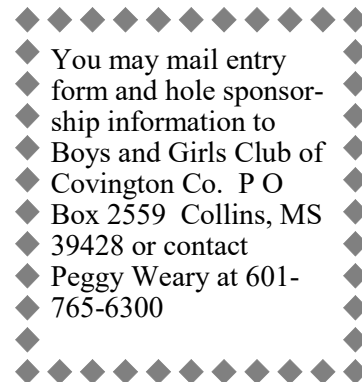 You may mail entry
form and hole sponsor-
ship information to
Boys and Girls Club of
Covington Co.  P O
Box 2559  Collins, MS
39428 or contact
Peggy Weary at 601-
765-6300